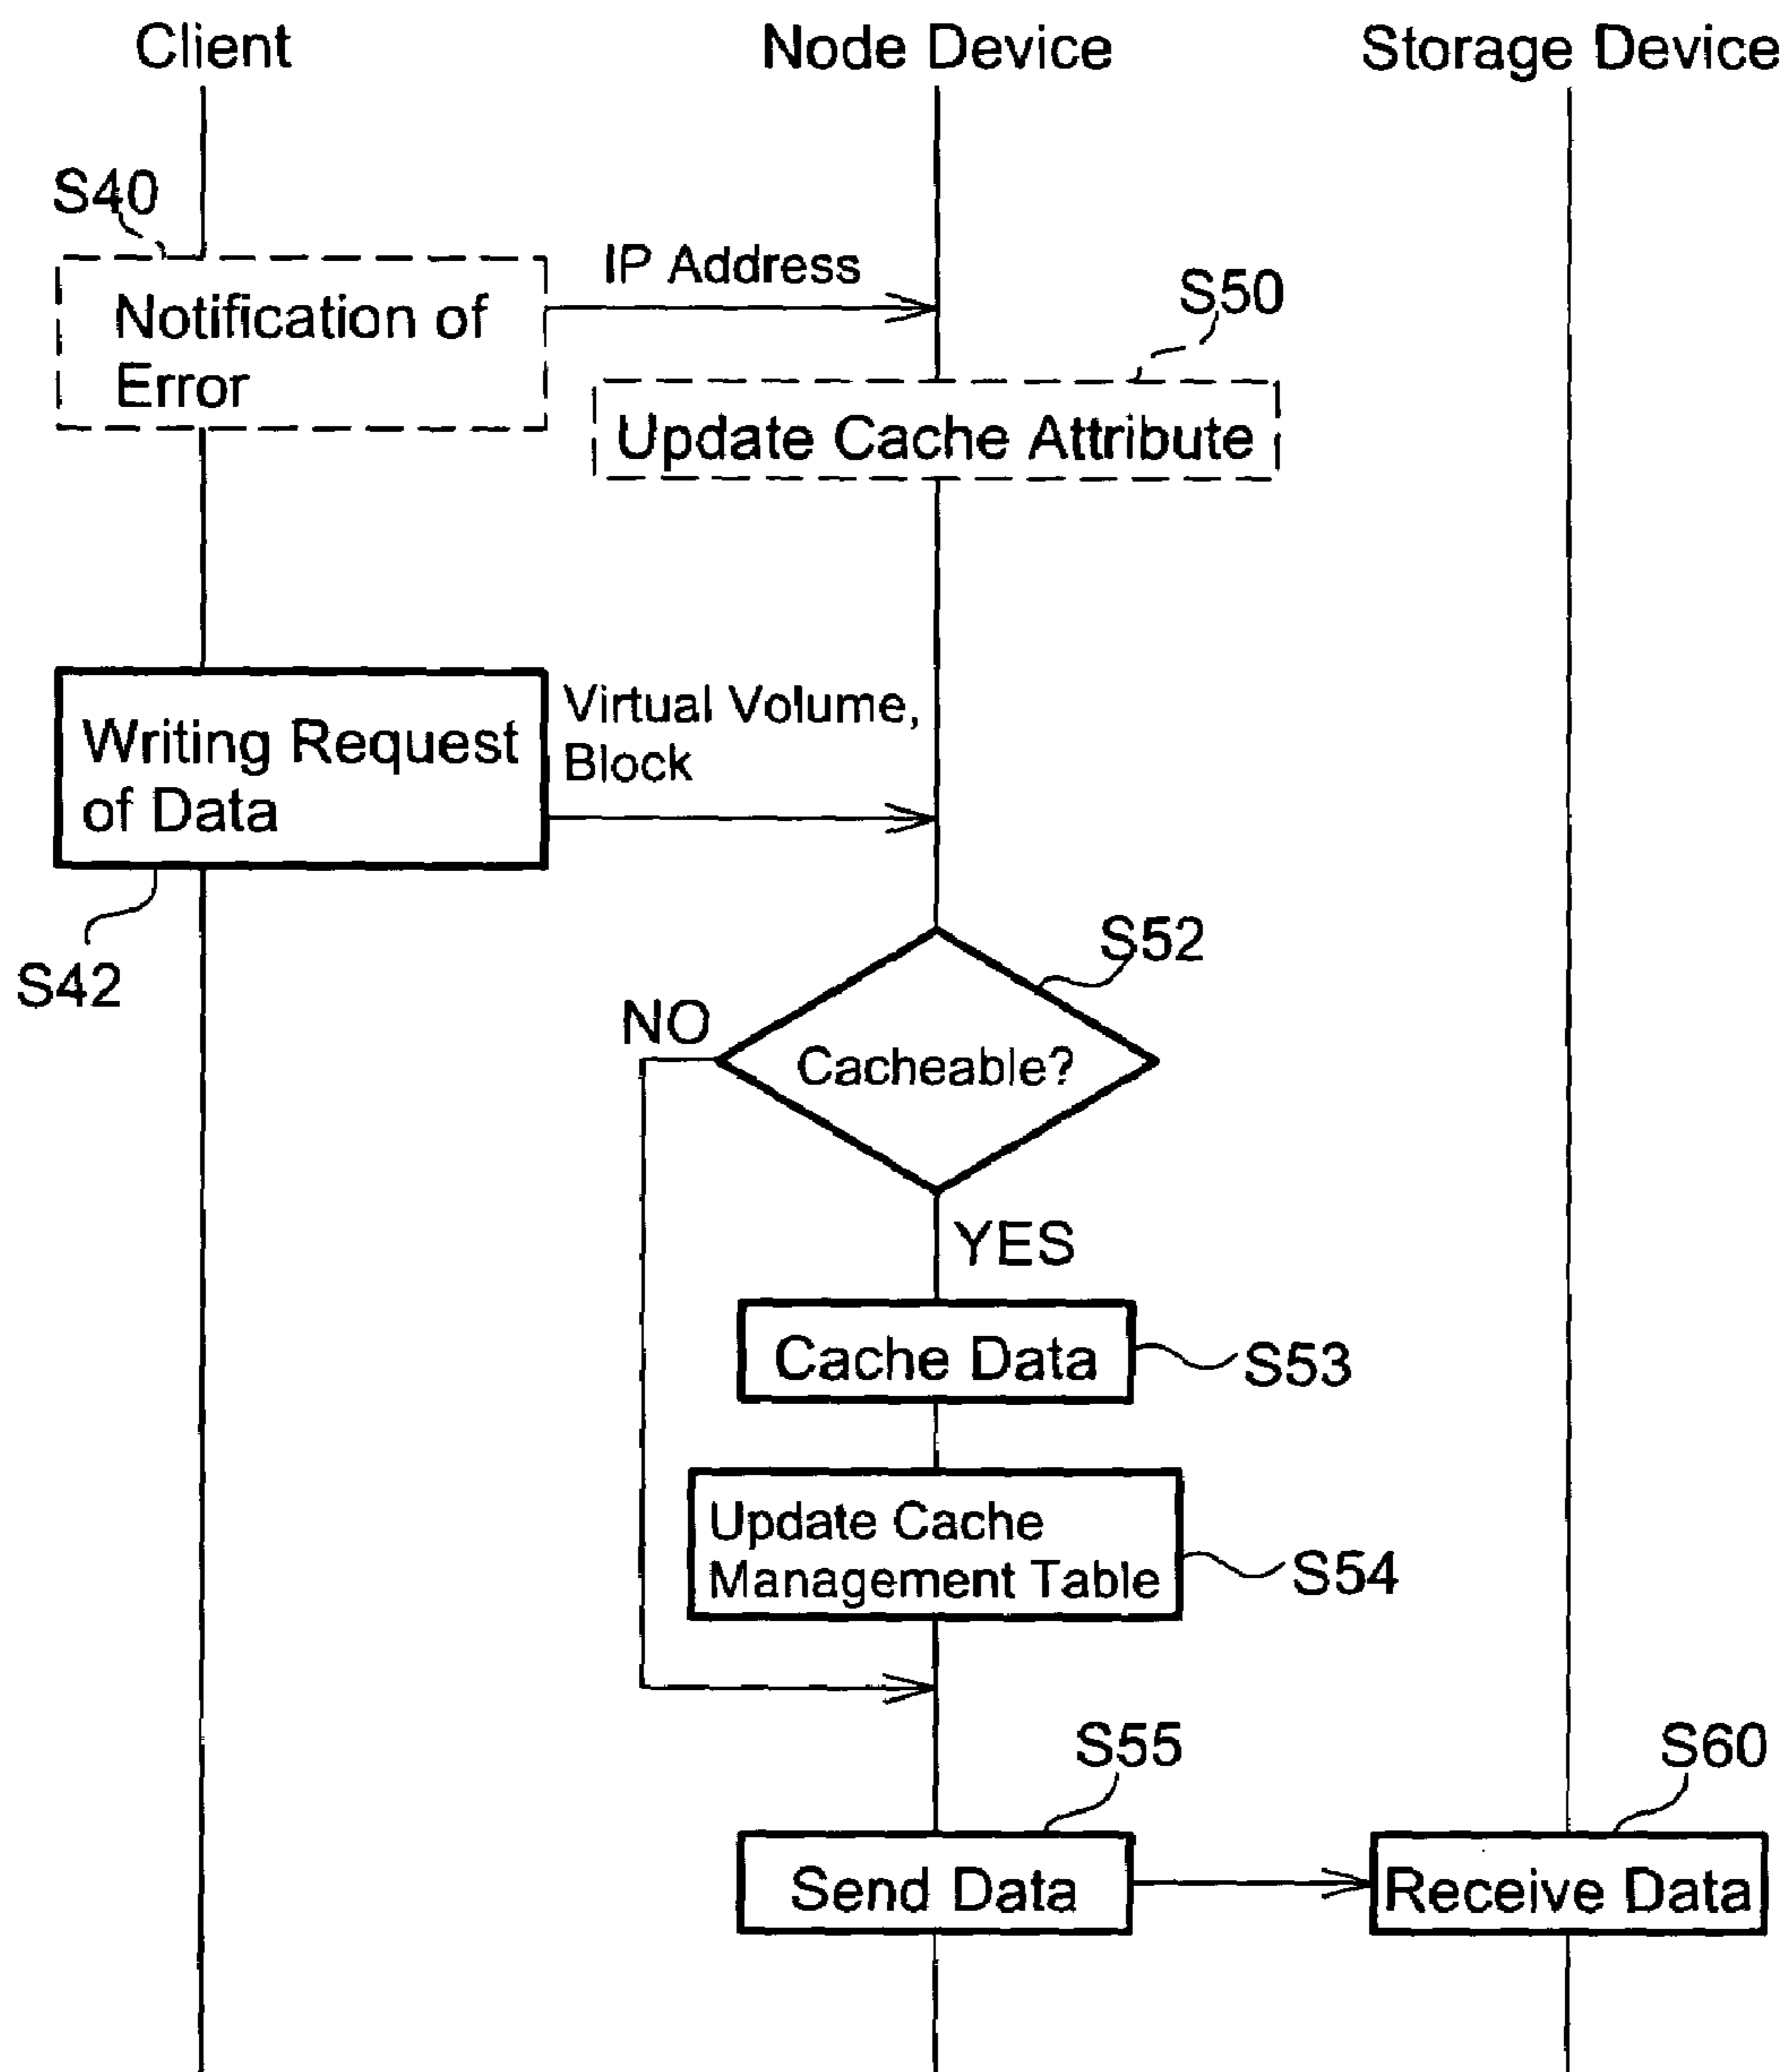 Client
Node Device
Storage Device
S40
IP Address
S50
Notification of
Error
Update Cache Attribute
Virtual Volume,
Block
Writing Request
of Data
S42
S52
NO
Cacheable?
YES
Cache Data
S53
Update Cache
Management Table
S54
S55
S60
Send Data
Receive Data